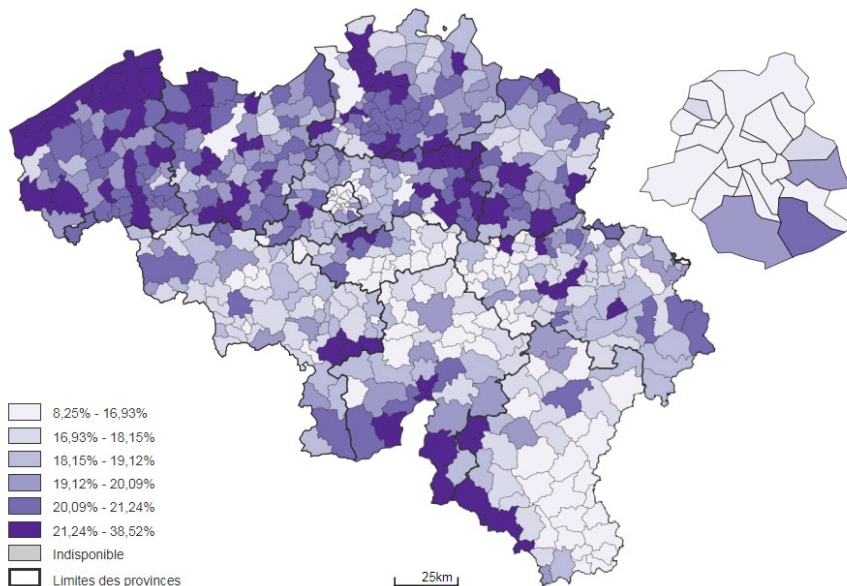 8,25% - 16,93%
16,93% - 18,15%
18,15% - 19,12%
19,12% - 20,09%
20,09% - 21,24%
21,24% - 38,52%
Indisponible
Limites des provinces
25km